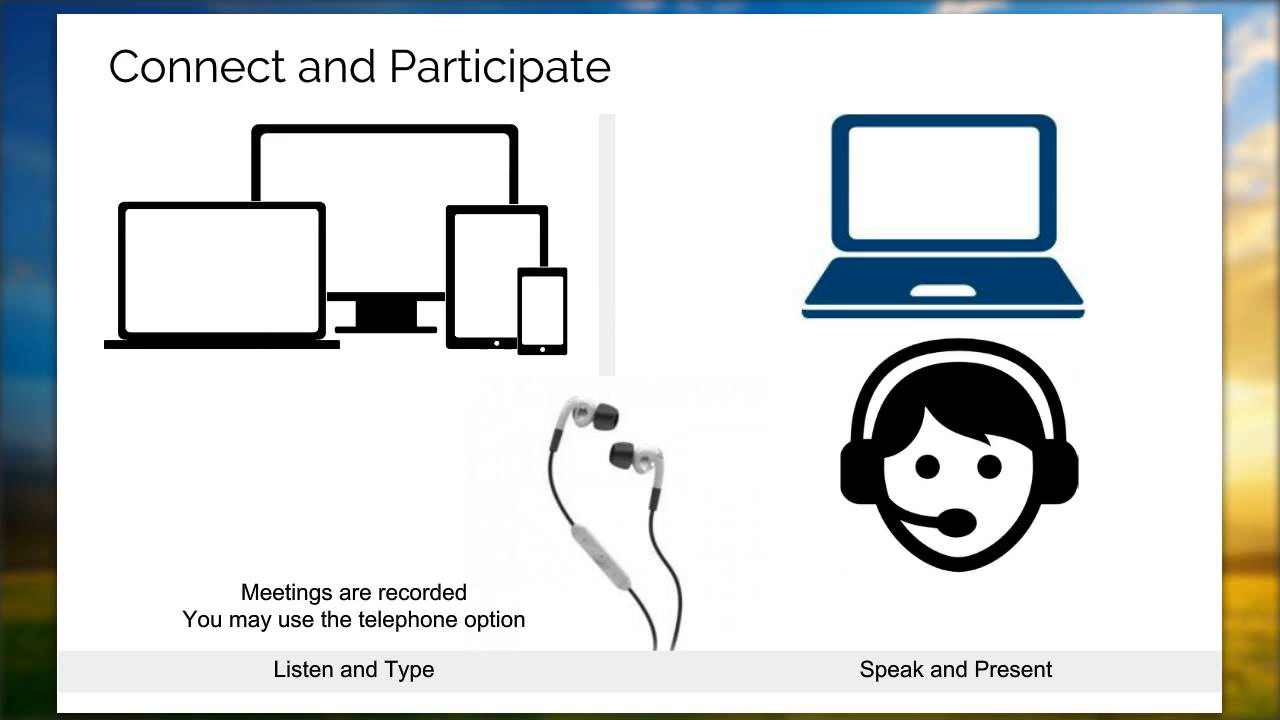 Connect and Participate
Meetings are recorded
You may use the telephone option
Listen and Type
Speak and Present